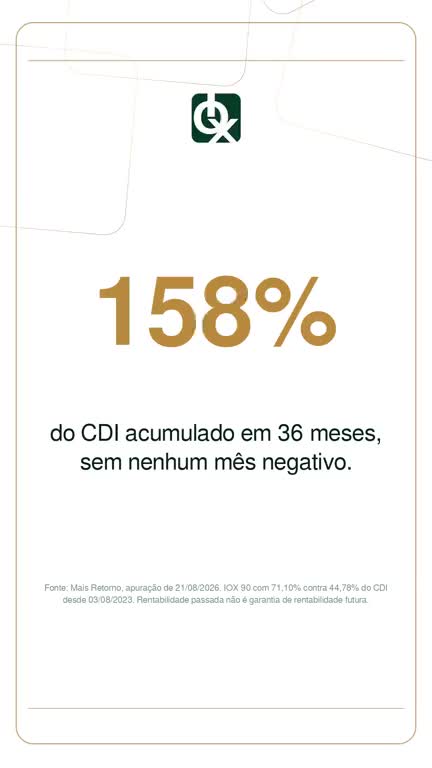 IOX
158%
do CDI acumulado em 36 meses,
sem nenhum mês negativo.
Fonte: Mais Retorno, apuração de 21/08/2026. IOX 90 com 71,10% contra 44,78% do CDI
desde 03/08/2023. Rentabilidade passada não é garantia de rentabilidade futura.